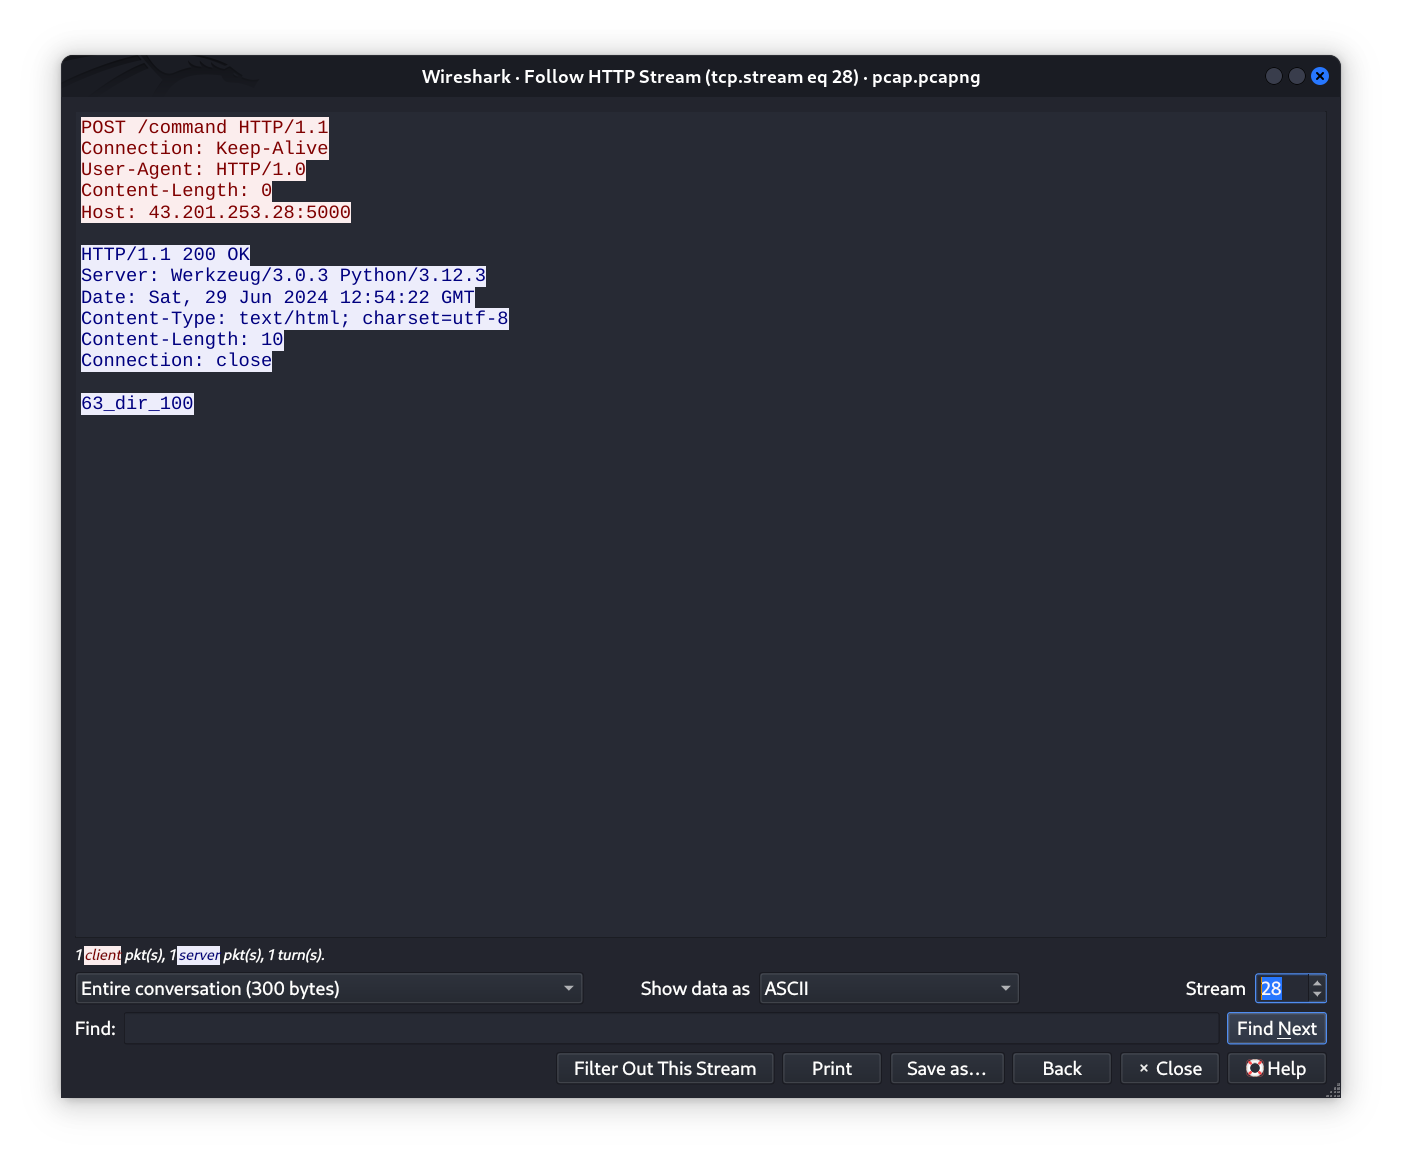 Wireshark · Follow HTTP Stream (tcp.stream eq 28) · pcap.pcapng
POST /command HTTP/1.1
Connection: Keep-Alive
User-Agent: HTTP/1.0
Content-Length: 0
Host: 43.201.253.28:5000
HTTP/1.1 200 OK
Server: Werkzeug/3.0.3 Python/3.12.3
Date: Sat, 29 Jun 2024 12:54:22 GMT
Content-Type: text/html; charset=utf-8
Content-Length: 10
Connection: close
63_dir_100
1 client pkt(s), 1 server pkt(s), 1 turn(s).
Entire conversation (300 bytes) Show data as ASCII Stream 28
Find: Find Next
Filter Out This Stream Print Save as… Back × Close Help